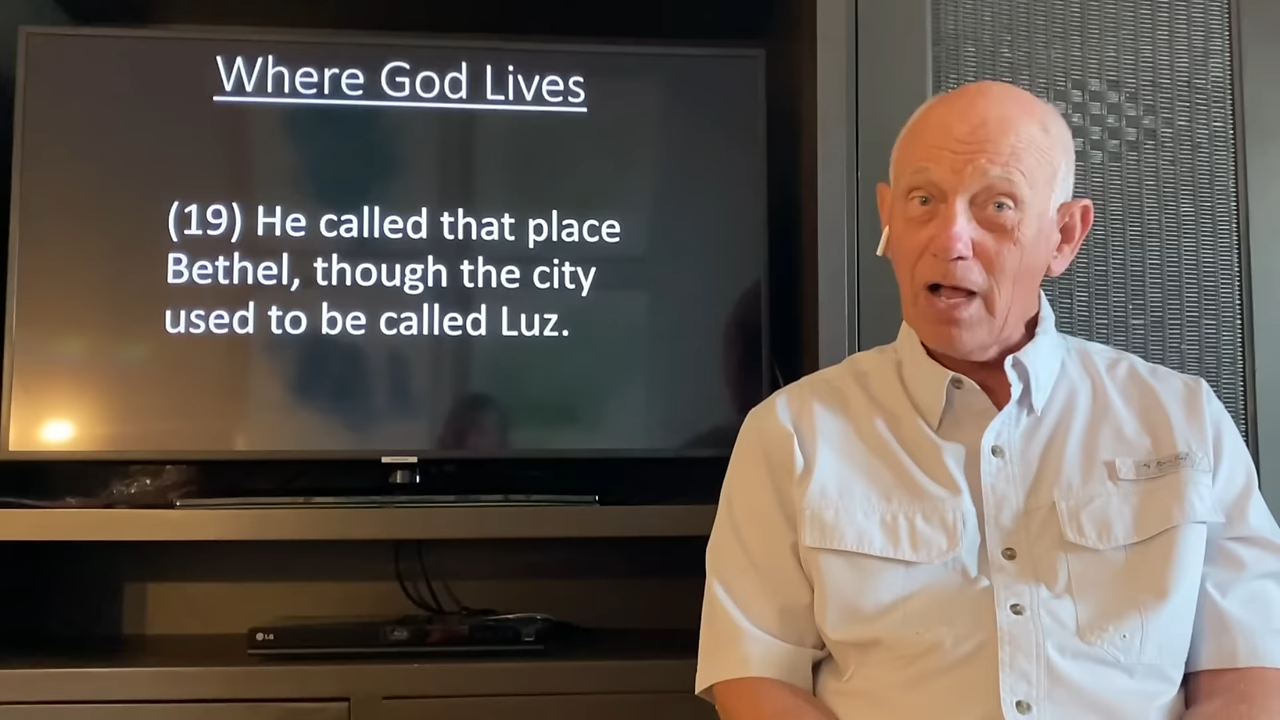 Where God Lives
(19) He called that place
Bethel, though the city
used to be called Luz.
LG